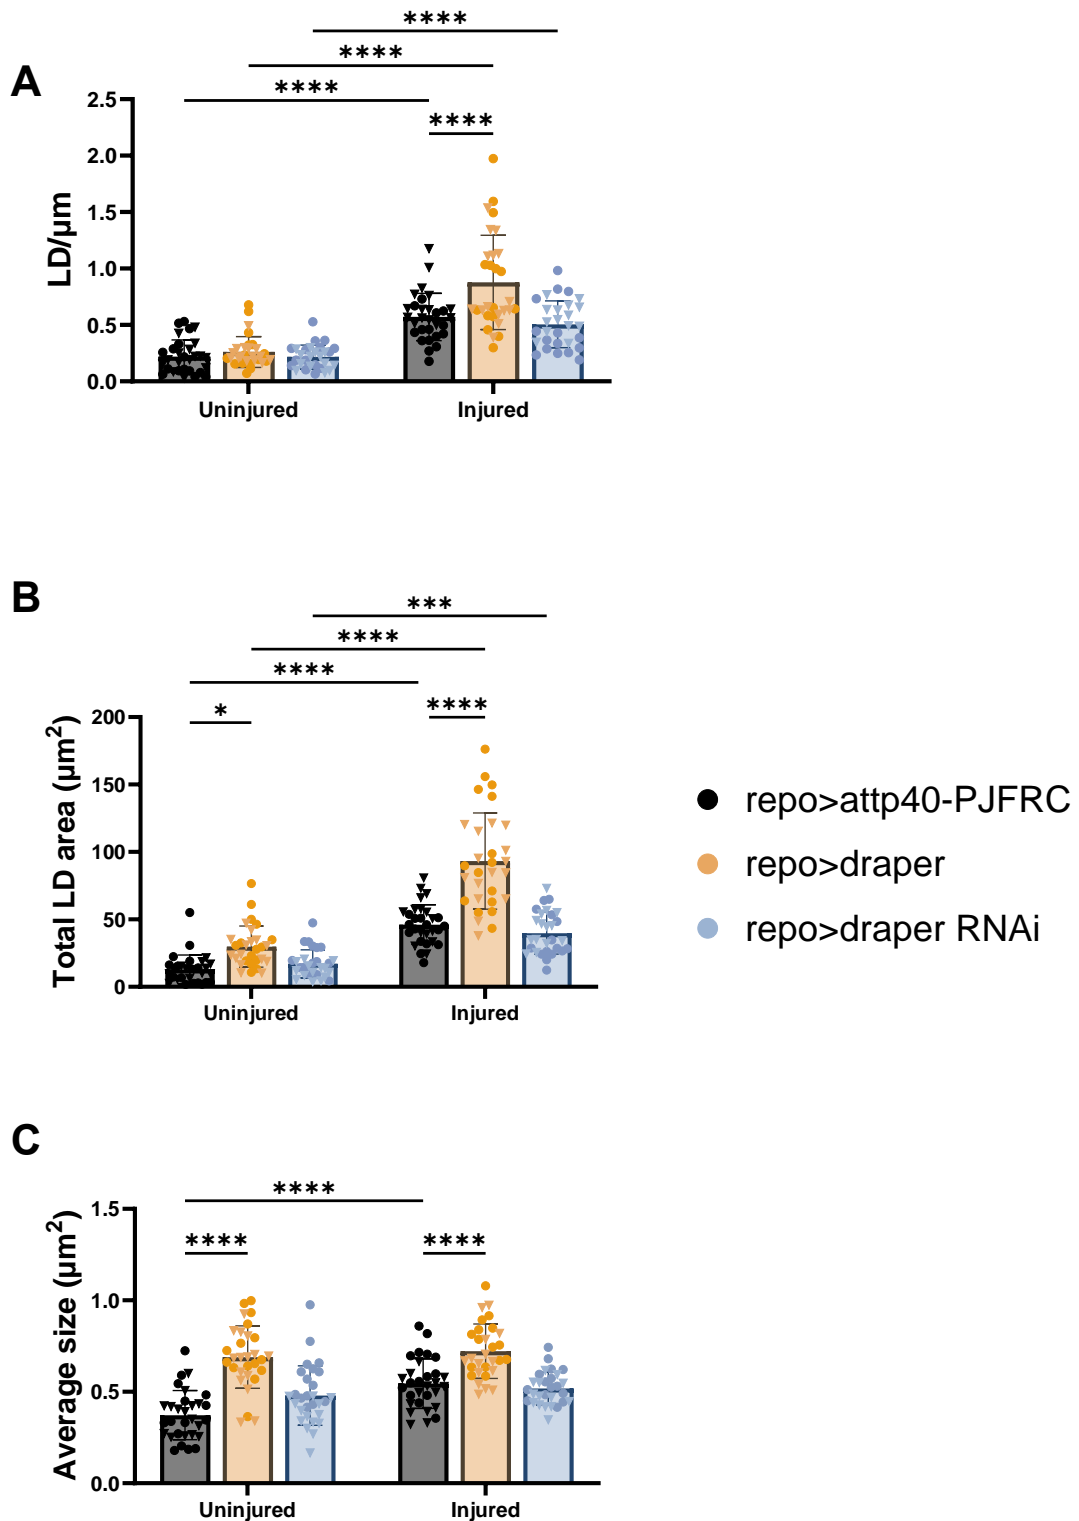 ****
****
A
****
2.5
****
2.0
1.5
LD/µm
1.0
0.5
0.0
Uninjured
Injured
B
***
****
****
*
****
200
150
Total LD area (µm²)
100
50
0
Uninjured
Injured
repo>attp40-PJFRC
repo>draper
repo>draper RNAi
C
****
1.5
****
****
Average size (µm²)
1.0
0.5
0.0
Uninjured
Injured